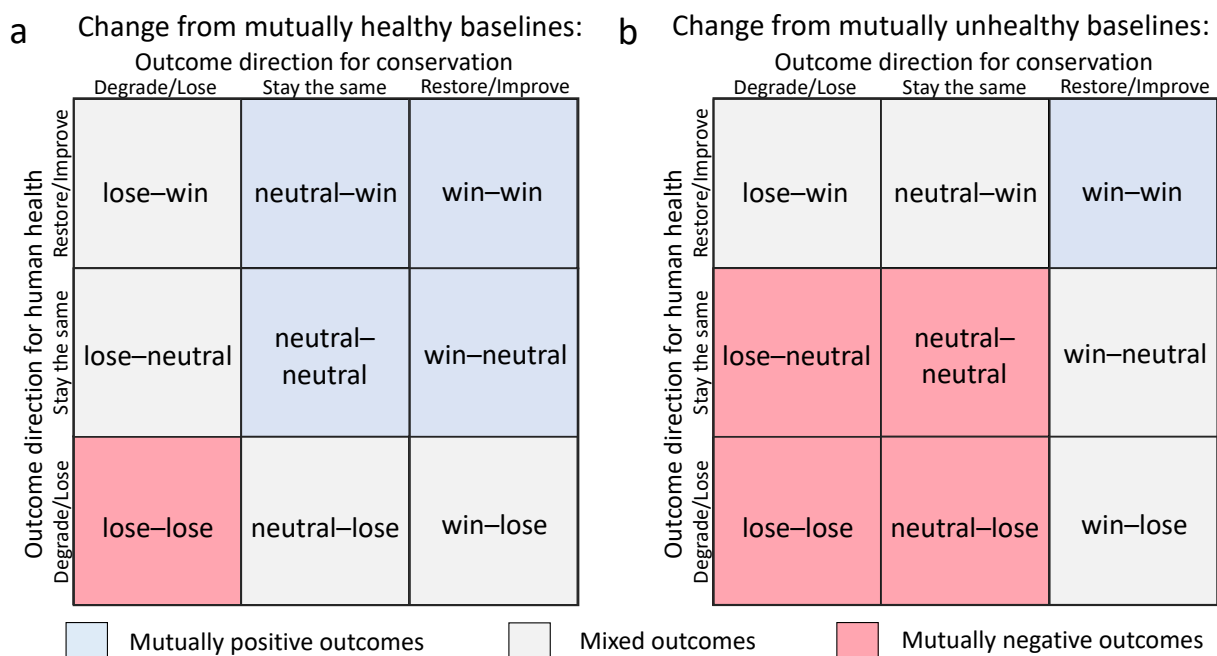 a
Change from mutually healthy baselines:
Outcome direction for conservation
Degrade/Lose
Stay the same
Restore/Improve
Outcome direction for human health
Restore/Improve
Stay the same
Degrade/Lose
lose–win
neutral–win
win–win
lose–neutral
neutral–
neutral
win–neutral
lose–lose
neutral–lose
win–lose
b
Change from mutually unhealthy baselines:
Outcome direction for conservation
Degrade/Lose
Stay the same
Restore/Improve
Outcome direction for human health
Restore/Improve
Stay the same
Degrade/Lose
lose–win
neutral–win
win–win
lose–neutral
neutral–
neutral
win–neutral
lose–lose
neutral–lose
win–lose
Mutually positive outcomes
Mixed outcomes
Mutually negative outcomes